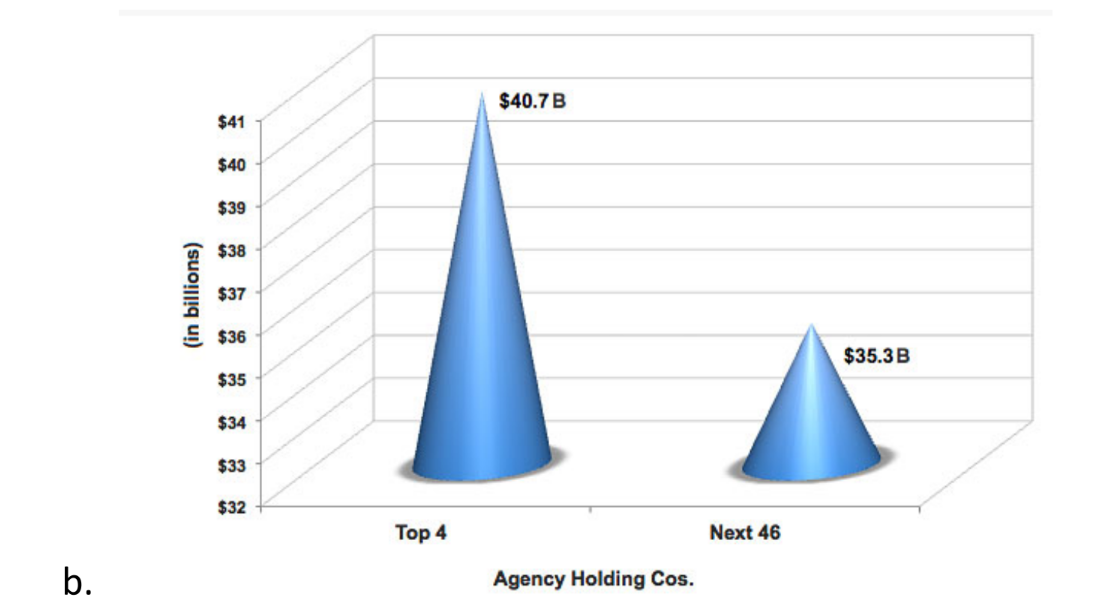 $40.7 B
$41
$40
$39
$38
$37
$36
$35.3 B
$35
$34
$33
$32
(in billions)
Top 4
Next 46
Agency Holding Cos.
b.